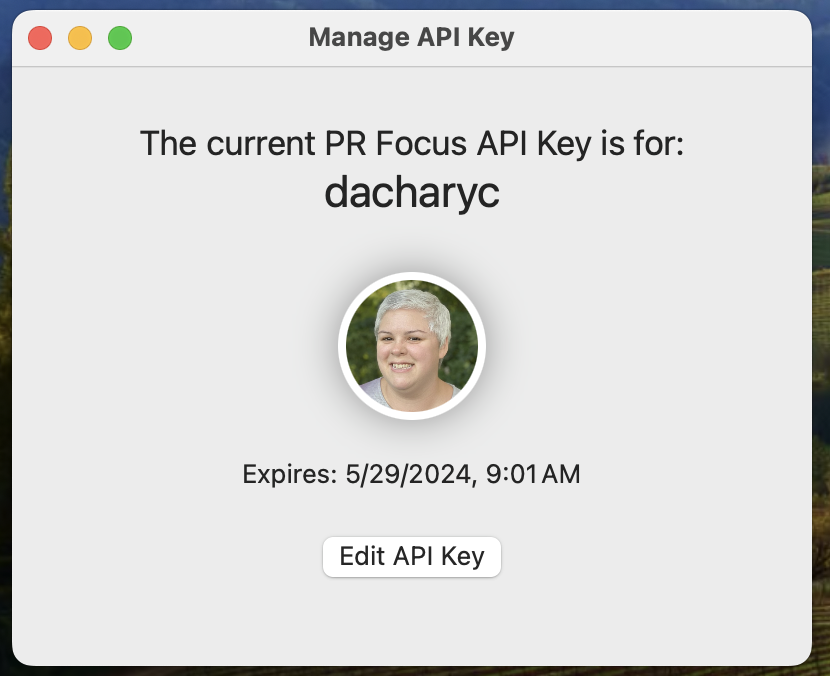 Manage API Key
The current PR Focus API Key is for:
dacharyc
Expires: 5/29/2024, 9:01 AM
Edit API Key